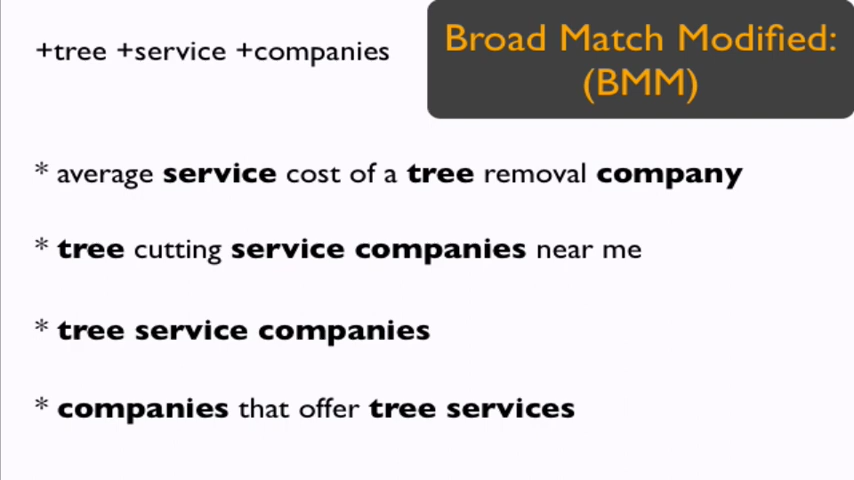 +tree +service +companies
Broad Match Modified:
(BMM)
* average service cost of a tree removal company
* tree cutting service companies near me
* tree service companies
* companies that offer tree services